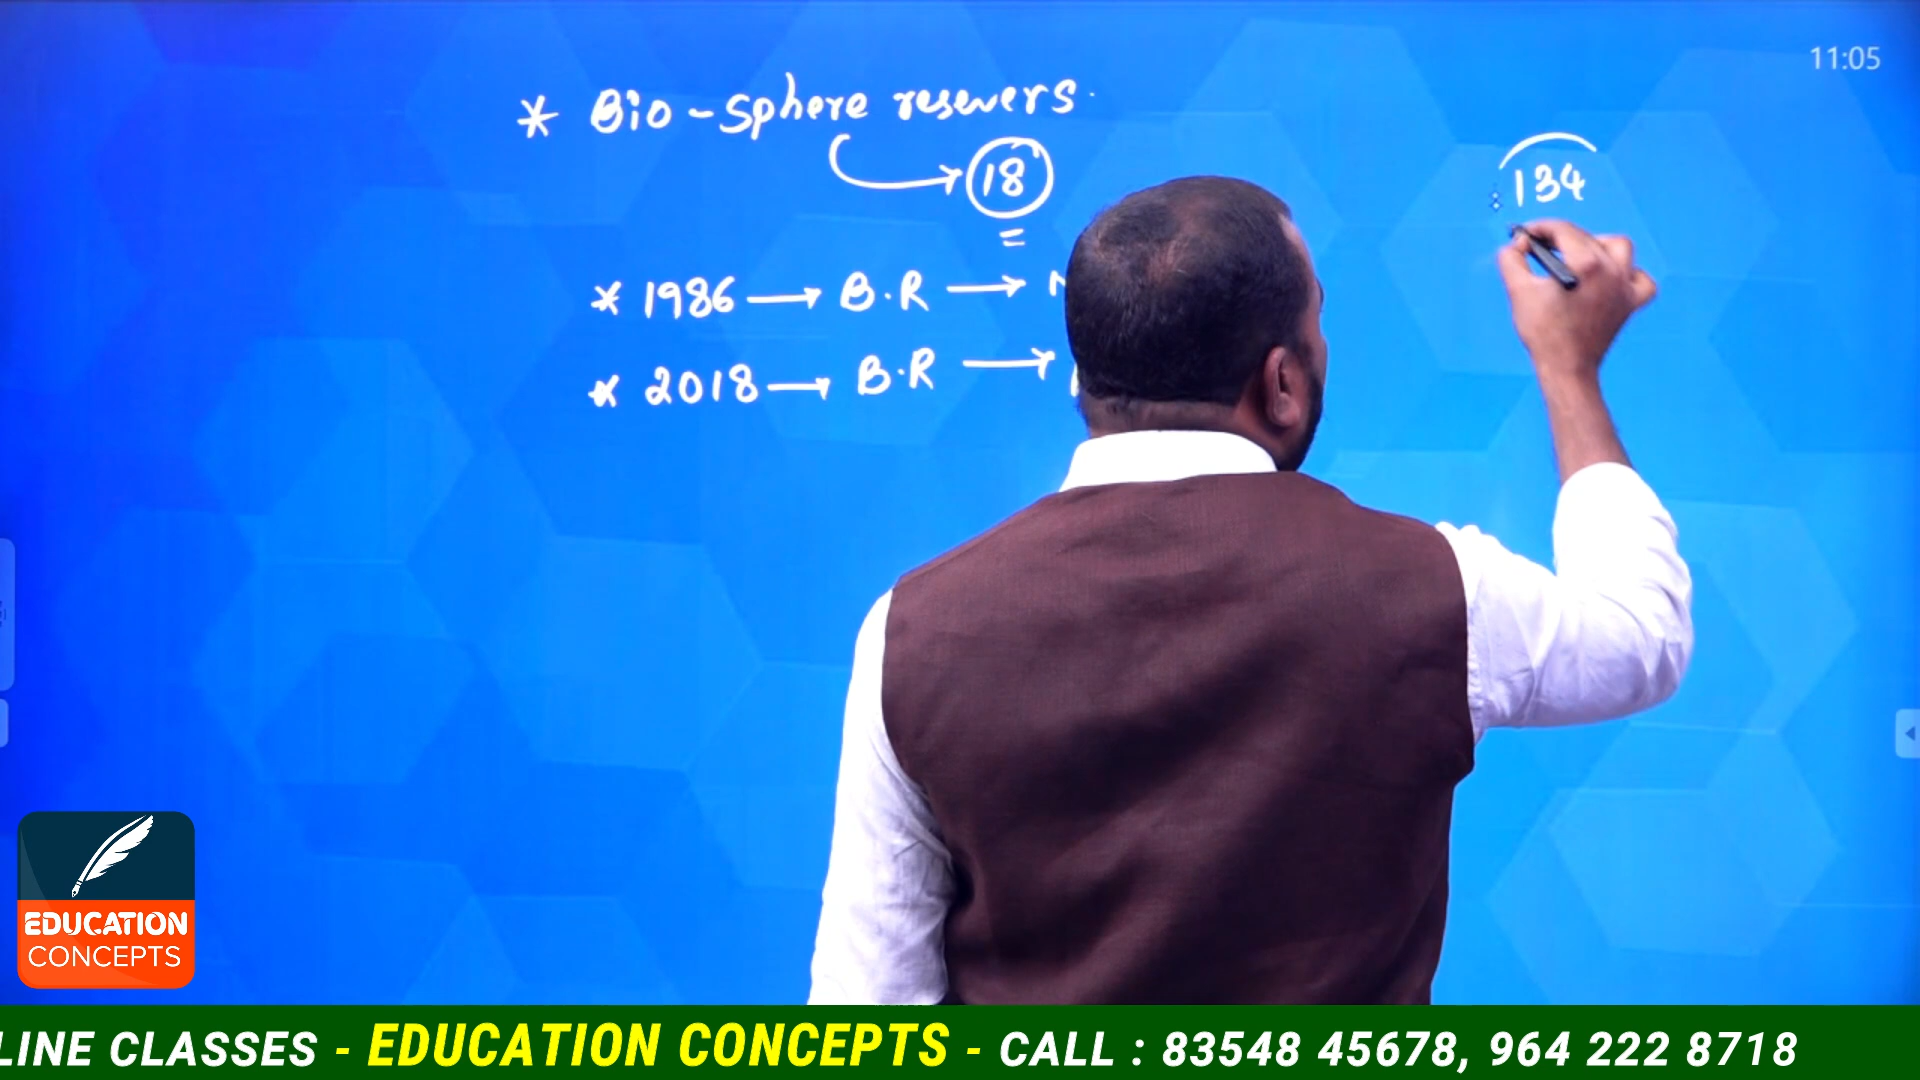 11:05
* Bio-sphere resevers.
18
134
* 1986 → B.R →
* 2018 → B.R →
EDUCATION
CONCEPTS
LINE CLASSES - EDUCATION CONCEPTS - CALL : 83548 45678, 964 222 8718